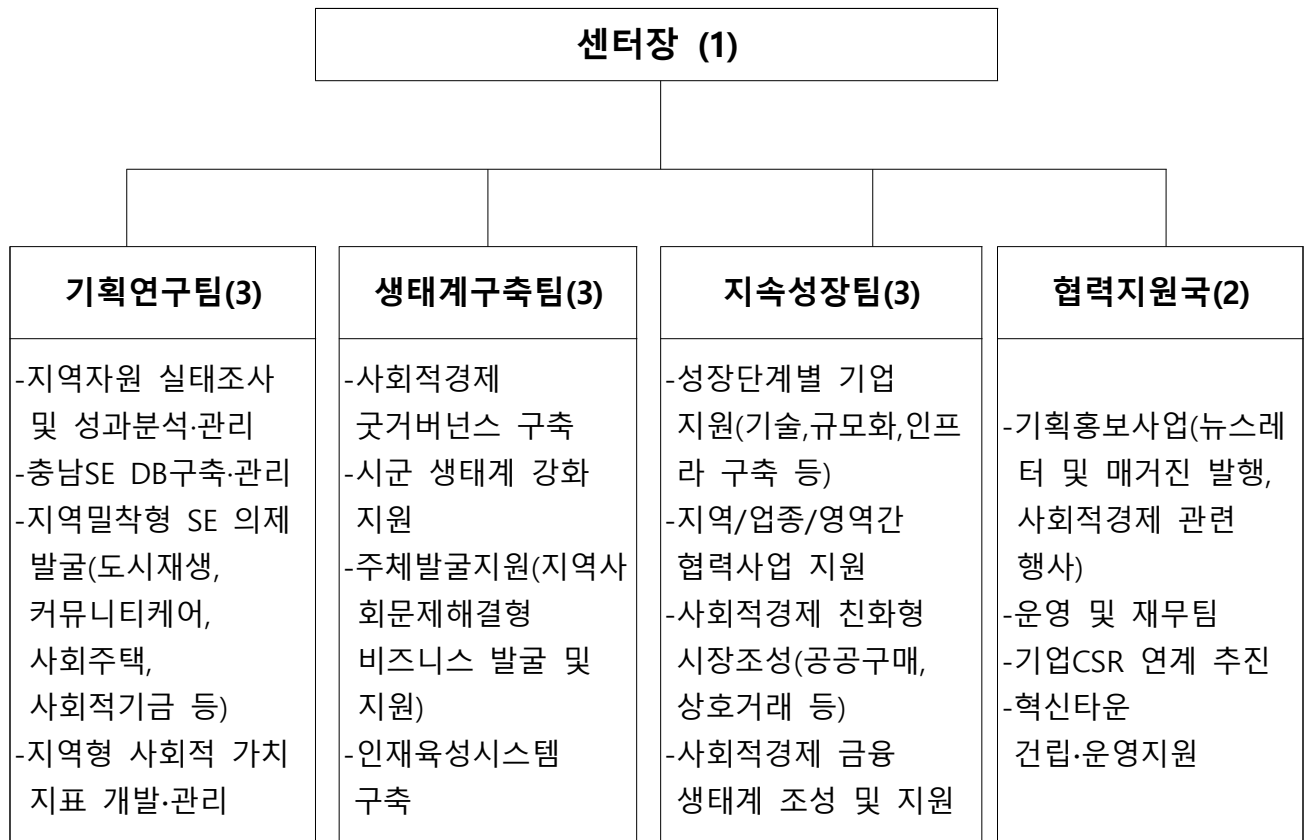 센터장 (1)
기획연구팀(3)
-지역자원 실태조사
및 성과분석·관리
-충남SE DB구축·관리
-지역밀착형 SE 의제
발굴(도시재생,
커뮤니티케어,
사회주택,
사회적기금 등)
-지역형 사회적 가치
지표 개발·관리
생태계구축팀(3)
-사회적경제
굿거버넌스 구축
-시군 생태계 강화
지원
-주체발굴지원(지역사
회문제해결형
비즈니스 발굴 및
지원)
-인재육성시스템
구축
지속성장팀(3)
-성장단계별 기업
지원(기술,규모화,인프
라 구축 등)
-지역/업종/영역간
협력사업 지원
-사회적경제 친화형
시장조성(공공구매,
상호거래 등)
-사회적경제 금융
생태계 조성 및 지원
협력지원국(2)
-기획홍보사업(뉴스레
터 및 매거진 발행,
사회적경제 관련
행사)
-운영 및 재무팀
-기업CSR 연계 추진
-혁신타운
건립·운영지원